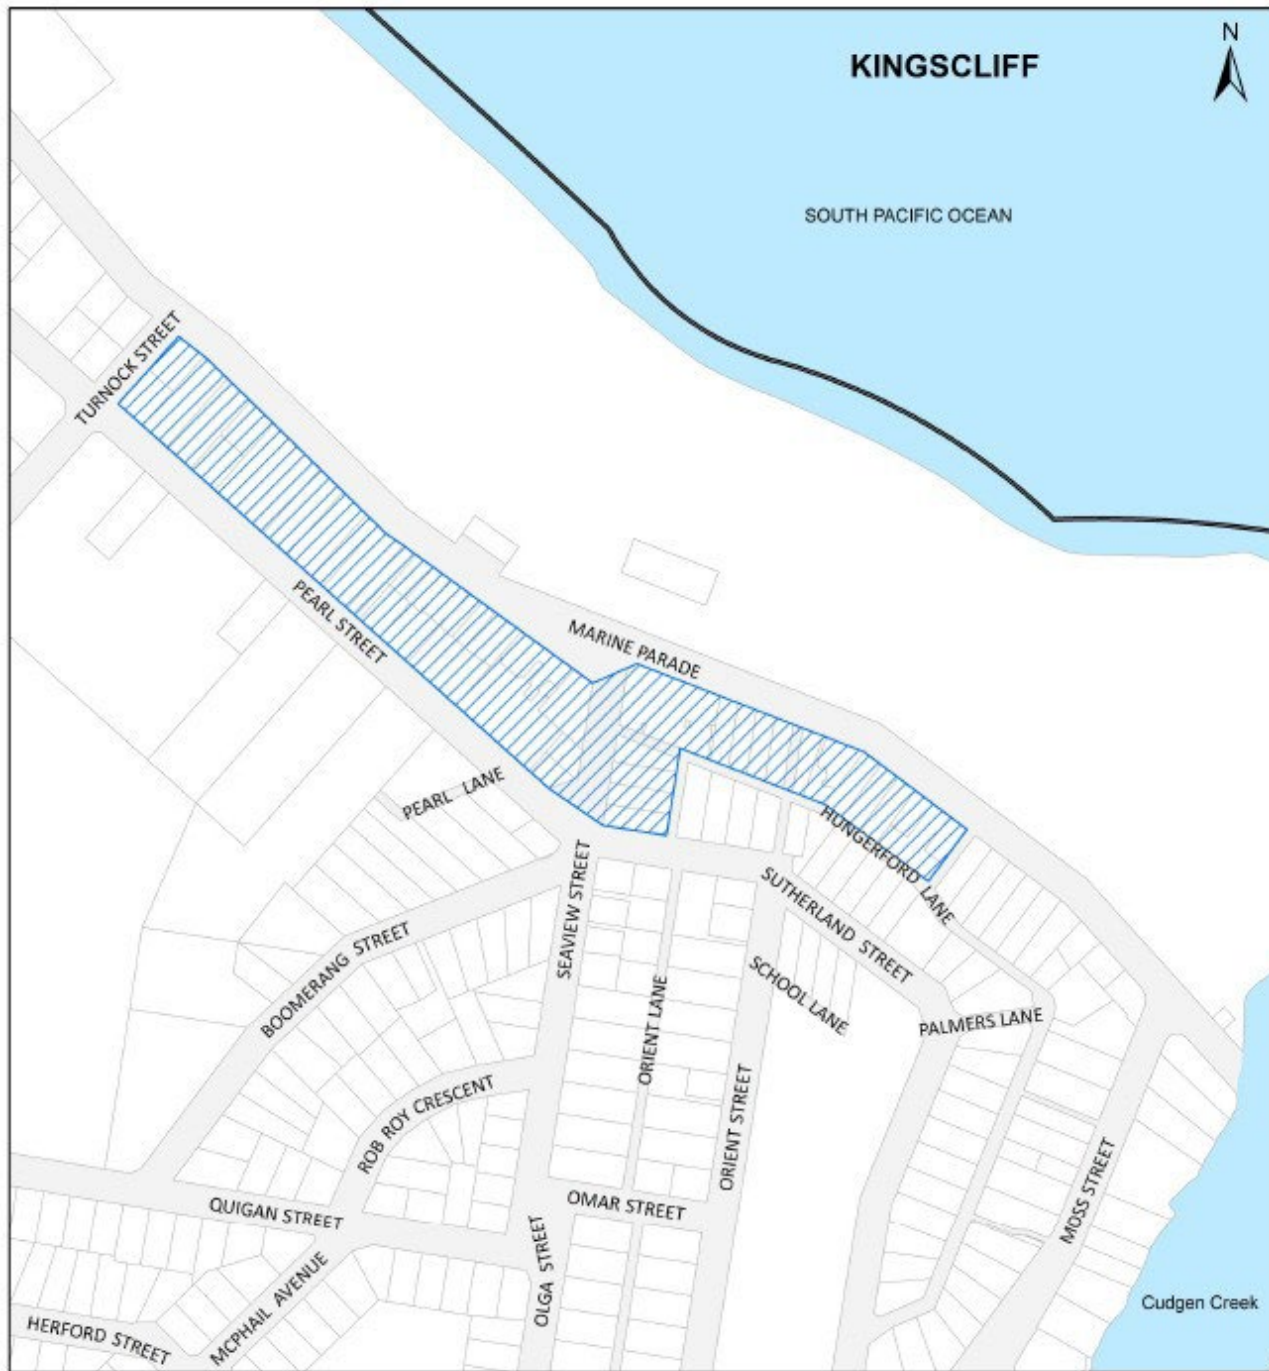 N
KINGSCLIFF
SOUTH PACIFIC OCEAN
TURNOCK STREET
PEARL STREET
MARINE PARADE
PEARL LANE
HUNGERFORD LANE
SUTHERLAND STREET
SEAVIEW STREET
BOOMERANG STREET
SCHOOL LANE
ORIENT LANE
PALMERS LANE
ROB ROY CRESCENT
ORIENT STREET
MOSS STREET
QUIGAN STREET
OMAR STREET
OLGA STREET
MCPHAIL AVENUE
HERFORD STREET
Cudgen Creek